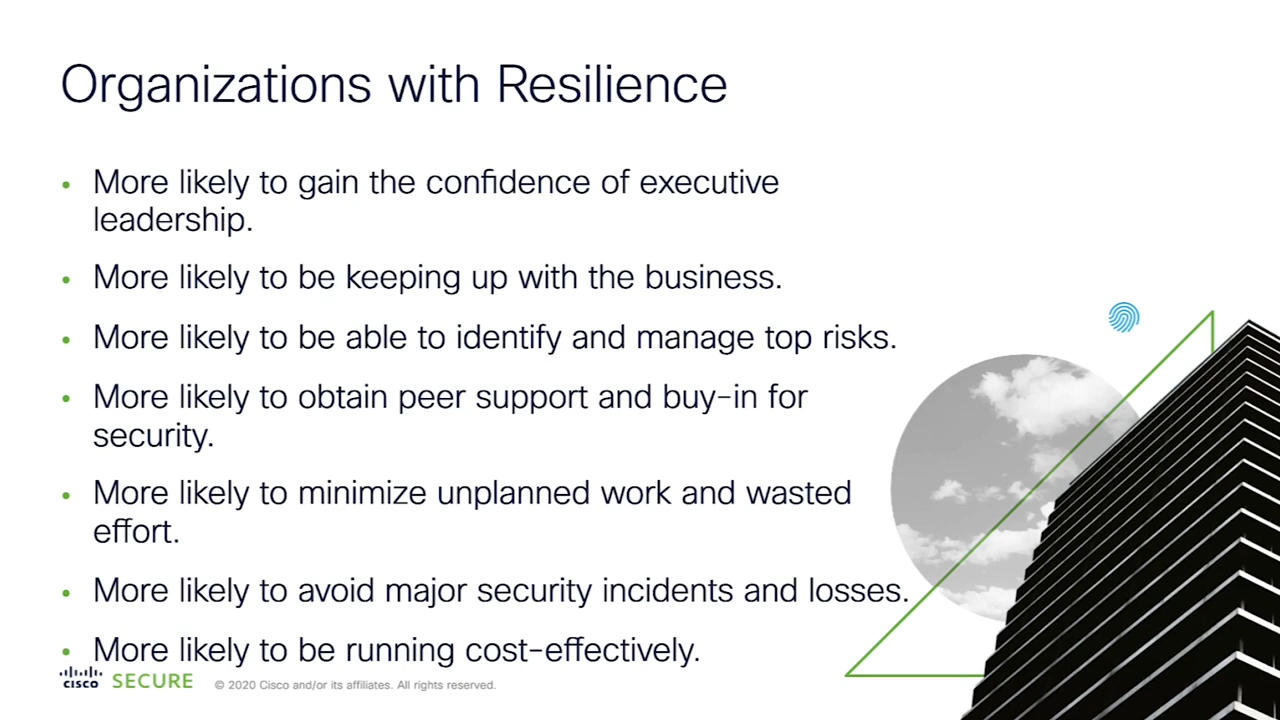 Organizations with Resilience
• More likely to gain the confidence of executive
leadership.
• More likely to be keeping up with the business.
• More likely to be able to identify and manage top risks.
• More likely to obtain peer support and buy-in for
security.
• More likely to minimize unplanned work and wasted
effort.
• More likely to avoid major security incidents and losses.
• More likely to be running cost-effectively.
CISCO SECURE © 2020 Cisco and/or its affiliates. All rights reserved.